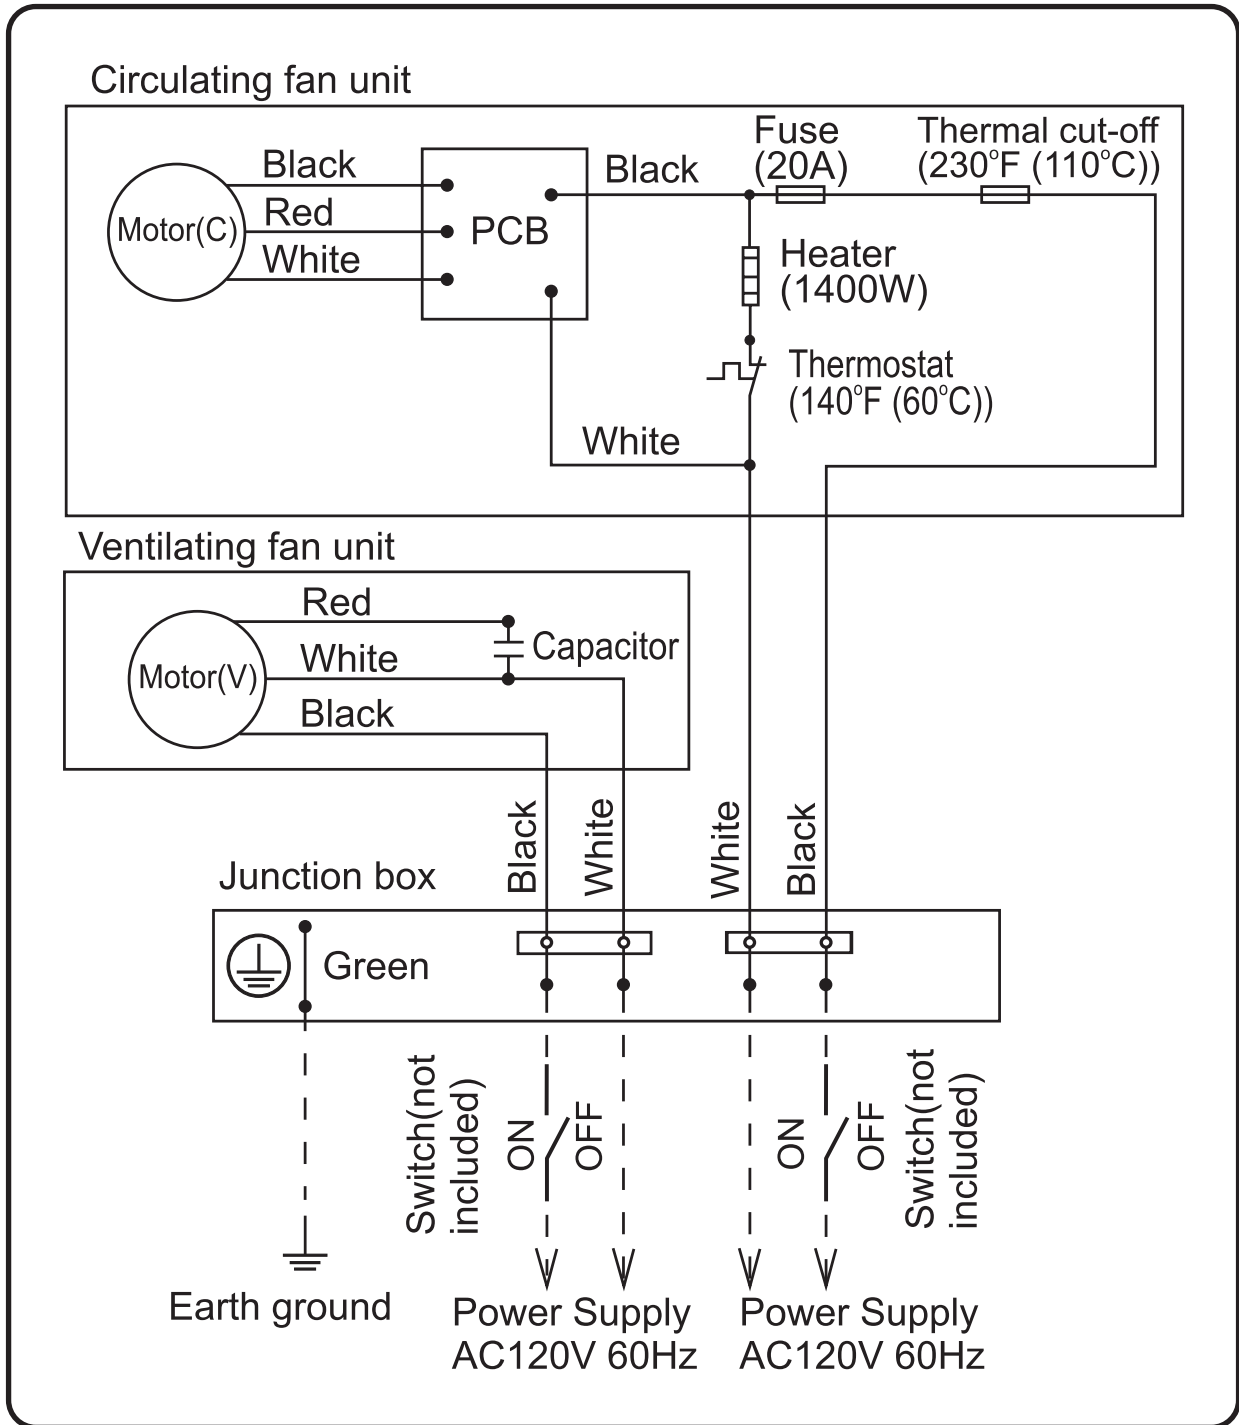 Circulating fan unit
Motor(C)
Black
Red
White
PCB
Black
Fuse
(20A)
Thermal cut-off
(230°F (110°C))
Heater
(1400W)
Thermostat
(140°F (60°C))
White
Ventilating fan unit
Motor(V)
Red
White
Black
Capacitor
Black
White
White
Black
Junction box
Green
Switch(not
included)
ON
OFF
ON
OFF
Switch(not
included)
Earth ground
Power Supply
AC120V 60Hz
Power Supply
AC120V 60Hz